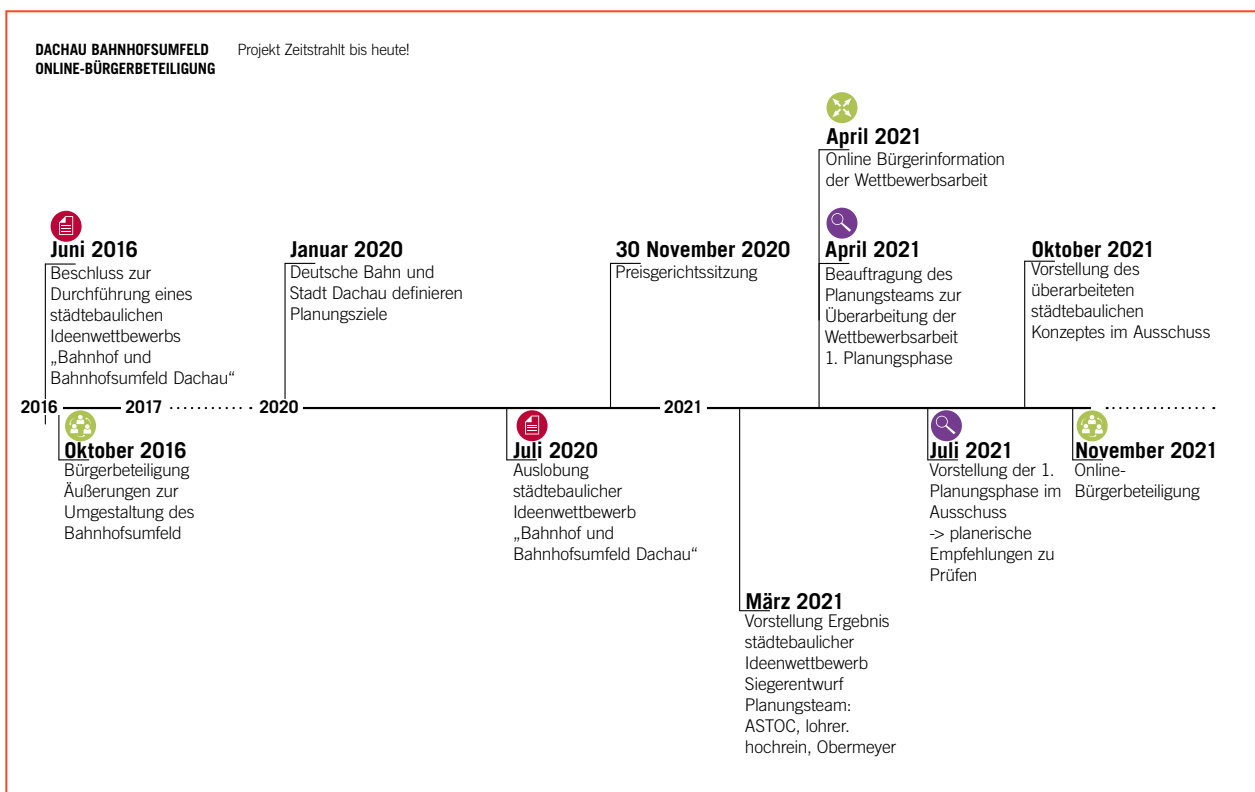 DACHAU BAHNHOFSUMFELD
ONLINE-BÜRGERBETEILIGUNG
Projekt Zeitstrahlt bis heute!
April 2021
Online Bürgerinformation
der Wettbewerbsarbeit
Juni 2016
Beschluss zur
Durchführung eines
städtebaulichen
Ideenwettbewerbs
„Bahnhof und
Bahnhofsumfeld Dachau“
Januar 2020
Deutsche Bahn und
Stadt Dachau definieren
Planungsziele
30 November 2020
Preisgerichtssitzung
April 2021
Beauftragung des
Planungsteams zur
Überarbeitung der
Wettbewerbsarbeit
1. Planungsphase
Oktober 2021
Vorstellung des
überarbeiteten
städtebaulichen
Konzeptes im Ausschuss
2016
2017
2020
2021
Oktober 2016
Bürgerbeteiligung
Äußerungen zur
Umgestaltung des
Bahnhofsumfeld
Juli 2020
Auslobung
städtebaulicher
Ideenwettbewerb
„Bahnhof und
Bahnhofsumfeld Dachau“
März 2021
Vorstellung Ergebnis
städtebaulicher
Ideenwettbewerb
Siegerentwurf
Planungsteam:
ASTOC, lohrer.
hochrein, Obermeyer
Juli 2021
Vorstellung der 1.
Planungsphase im
Ausschuss
-> planerische
Empfehlungen zu
Prüfen
November 2021
Online-
Bürgerbeteiligung